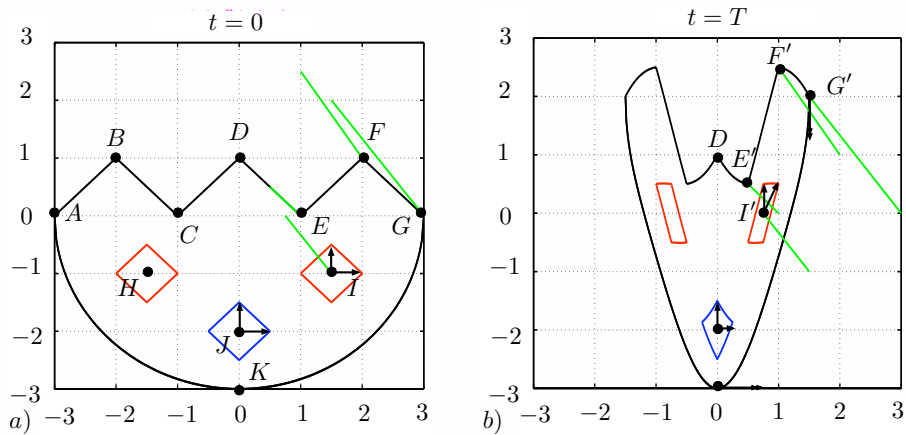 t = 0
t = T
3
2
1
0
−1
−2
−3
−3 −2 −1 0 1 2 3
a)
A
B
C
D
E
F
G
H
I
J
K
3
2
1
0
−1
−2
−3
−3 −2 −1 0 1 2 3
b)
D
E′
F′
G′
I′